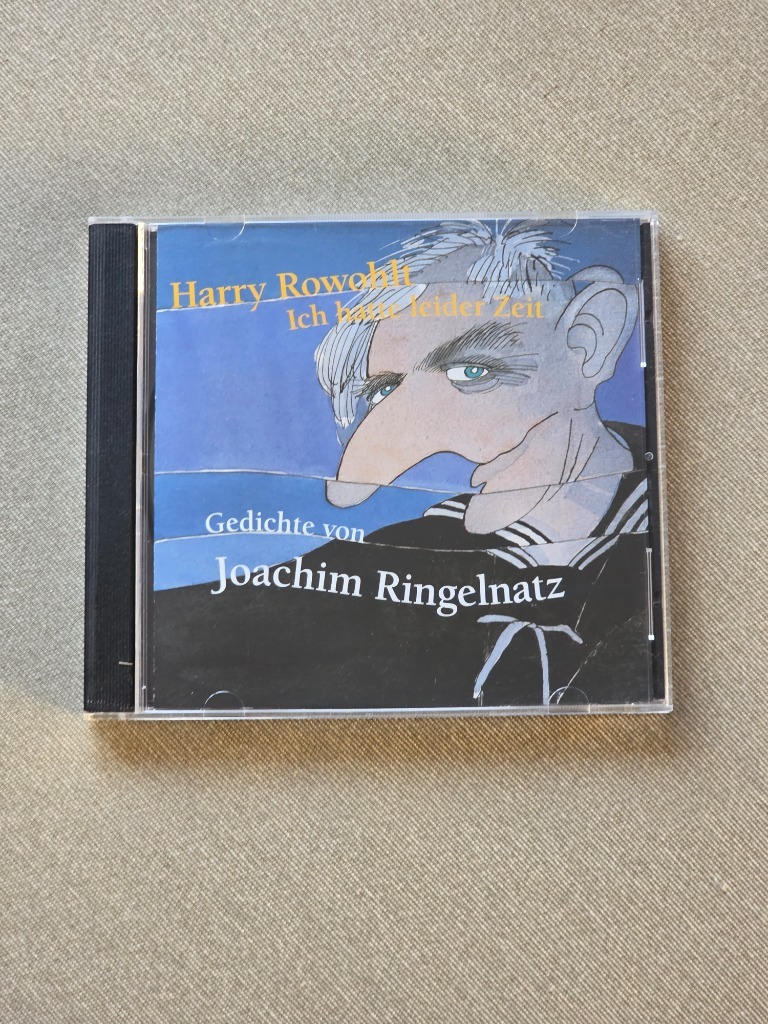 Harry Rowohlt
Ich hatte leider Zeit
Gedichte von
Joachim Ringelnatz